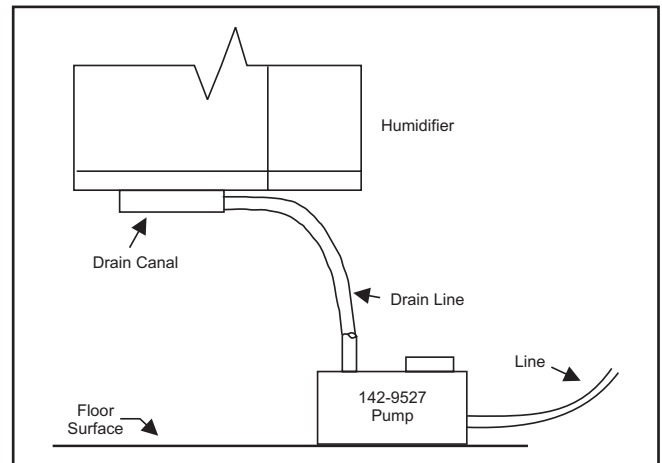 Humidifier
Drain Canal
Drain Line
Line
142-9527
Pump
Floor
Surface